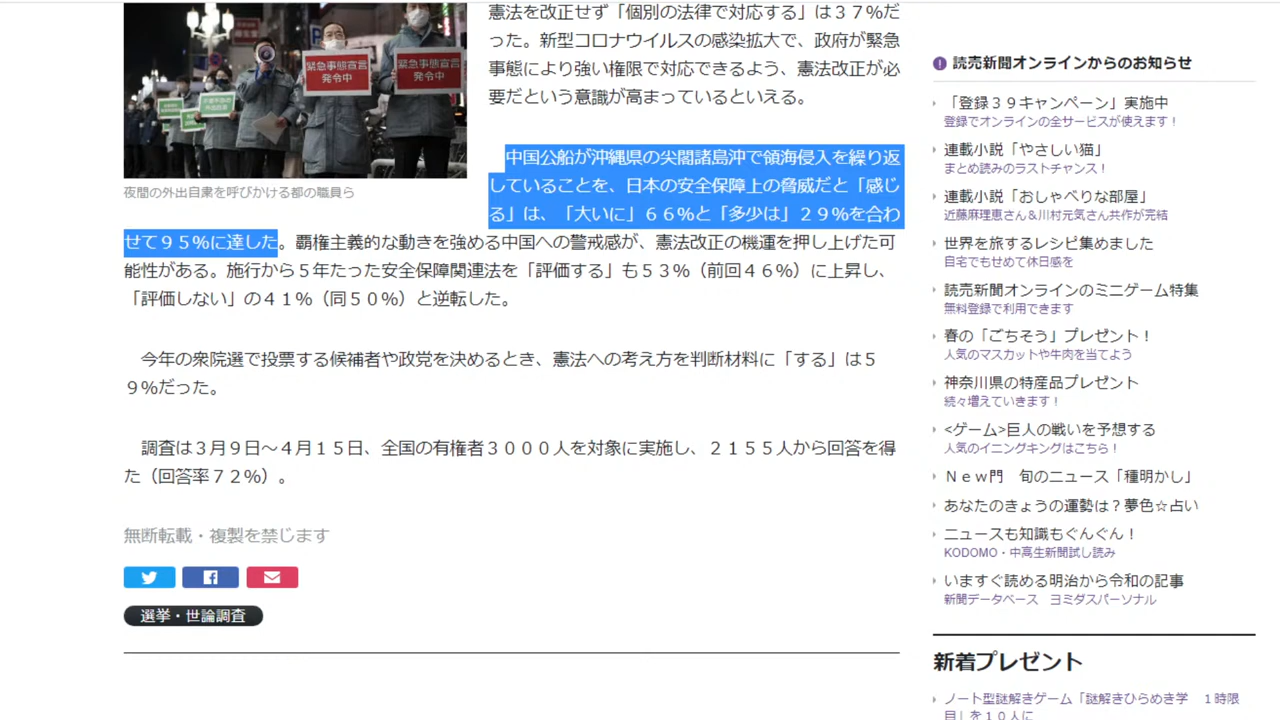 憲法を改正せず「個別の法律で対応する」は３７％だ
った。新型コロナウイルスの感染拡大で、政府が緊急
事態により強い権限で対応できるよう、憲法改正が必
要だという意識が高まっているといえる。
緊急事態宣言
発令中
緊急事態宣言
発令中
夜間の外出自粛を呼びかける都の職員ら
中国公船が沖縄県の尖閣諸島沖で領海侵入を繰り返
していることを、日本の安全保障上の脅威だと「感じ
る」は、「大いに」６６％と「多少は」２９％を合わ
せて９５％に達した。覇権主義的な動きを強める中国への警戒感が、憲法改正の機運を押し上げた可
能性がある。施行から５年たった安全保障関連法を「評価する」も５３％（前回４６％）に上昇し、
「評価しない」の４１％（同５０％）と逆転した。
今年の衆院選で投票する候補者や政党を決めるとき、憲法への考え方を判断材料に「する」は５
９％だった。
調査は３月９日～４月１５日、全国の有権者３０００人を対象に実施し、２１５５人から回答を得
た（回答率７２％）。
無断転載・複製を禁じます
選挙・世論調査
読売新聞オンラインからのお知らせ
「登録３９キャンペーン」実施中
登録でオンラインの全サービスが使えます！
連載小説「やさしい猫」
まとめ読みのラストチャンス！
連載小説「おしゃべりな部屋」
近藤麻理恵さん＆川村元気さん共作が完結
世界を旅するレシピ集めました
自宅でもせめて休日感を
読売新聞オンラインのミニゲーム特集
無料登録で利用できます
春の「ごちそう」プレゼント！
人気のマスカットや牛肉を当てよう
神奈川県の特産品プレゼント
続々増えていきます！
<ゲーム>巨人の戦いを予想する
人気のイニングキングはこちら！
Ｎｅｗ門　旬のニュース「種明かし」
あなたのきょうの運勢は？夢色☆占い
ニュースも知識もぐんぐん！
KODOMO・中高生新聞試し読み
いますぐ読める明治から令和の記事
新聞データベース　ヨミダスパーソナル
新着プレゼント
ノート型謎解きゲーム「謎解きひらめき学　１時限
目」を１０人に